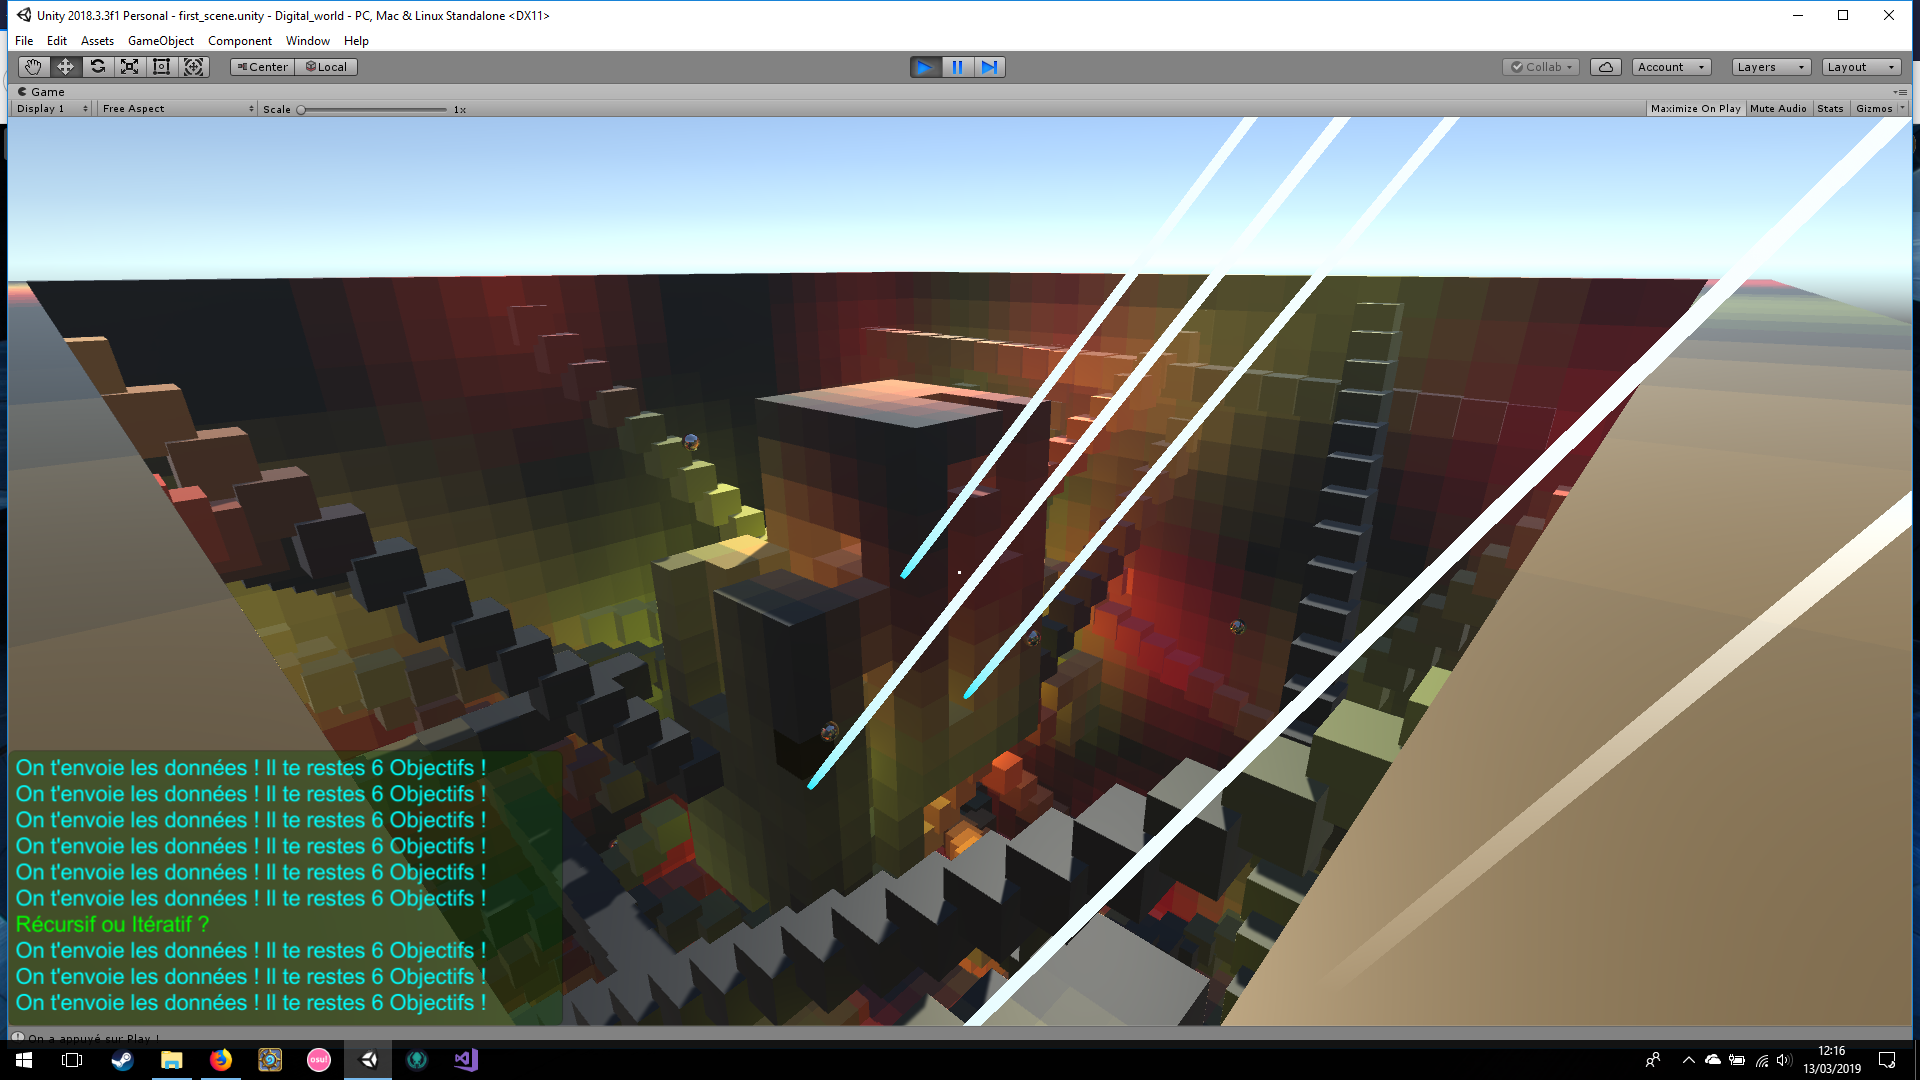 Unity 2018.3.3f1 Personal - first_scene.unity - Digital_world - PC, Mac & Linux Standalone <DX11>
File Edit Assets GameObject Component Window Help
Center Local Collab Account Layers Layout
Game
Display 1 Free Aspect Scale 1x Maximize On Play Mute Audio Stats Gizmos
On t'envoie les données ! Il te restes 6 Objectifs !
On t'envoie les données ! Il te restes 6 Objectifs !
On t'envoie les données ! Il te restes 6 Objectifs !
On t'envoie les données ! Il te restes 6 Objectifs !
On t'envoie les données ! Il te restes 6 Objectifs !
On t'envoie les données ! Il te restes 6 Objectifs !
Récursif ou Itératif ?
On t'envoie les données ! Il te restes 6 Objectifs !
On t'envoie les données ! Il te restes 6 Objectifs !
On t'envoie les données ! Il te restes 6 Objectifs !
On a appuyé sur Play !
osu!
12:16
13/03/2019